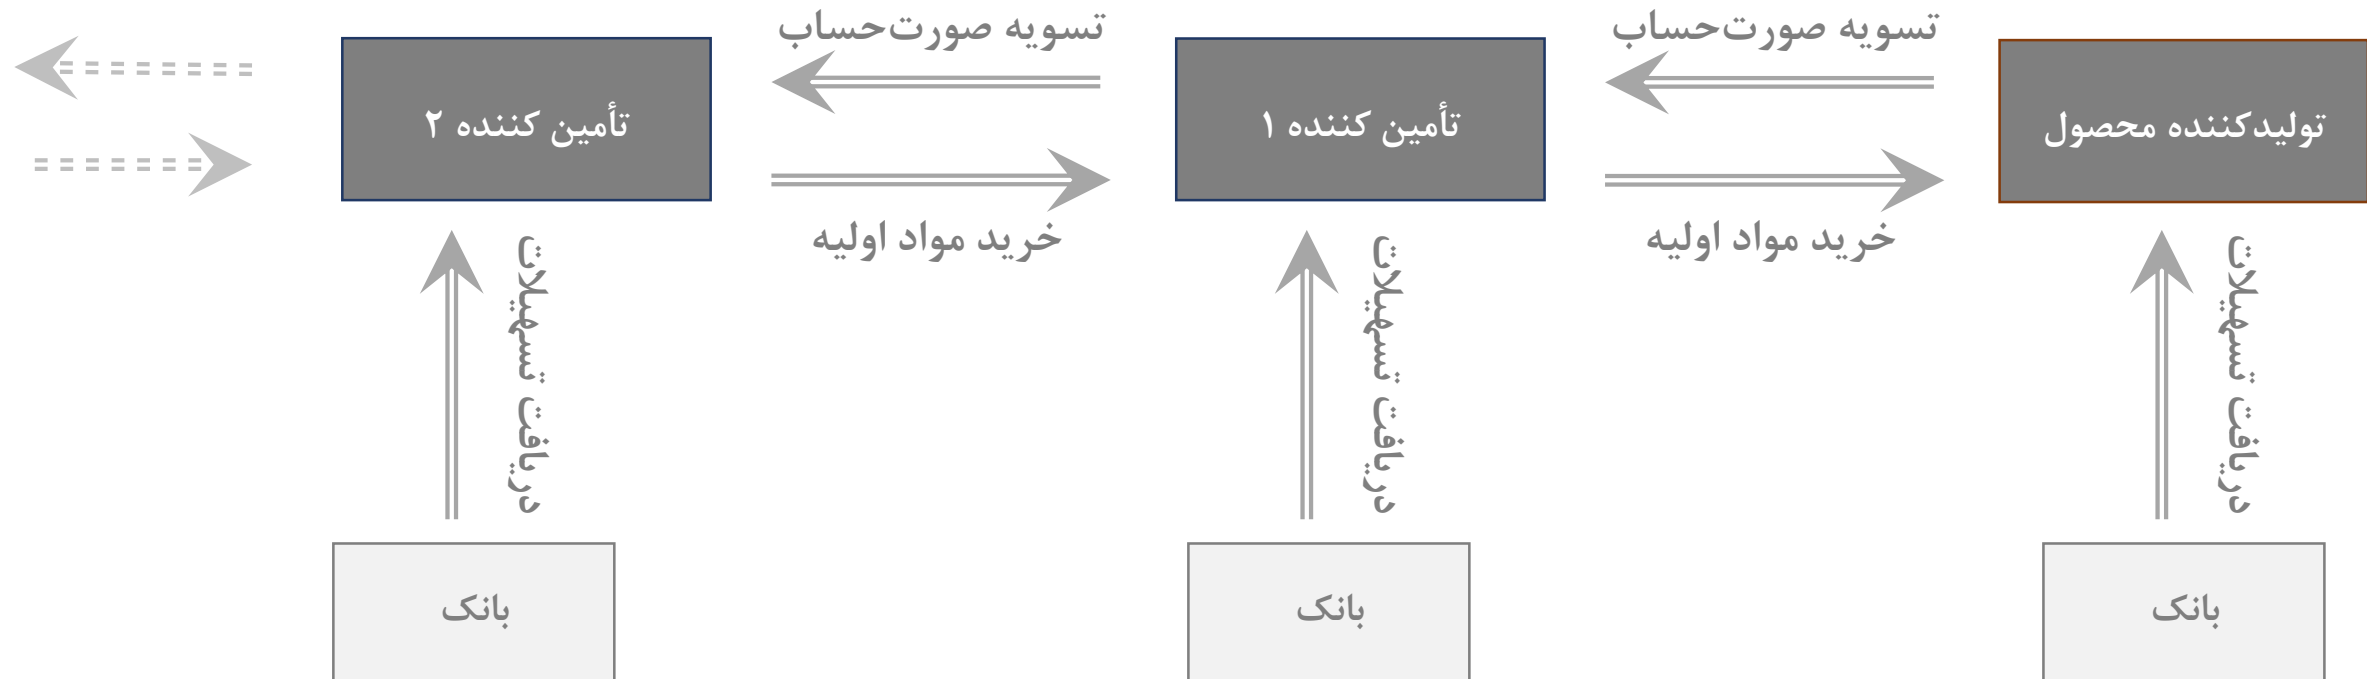 تسویه صورت‌حساب
تسویه صورت‌حساب
تولیدکننده محصول
تأمین کننده ۱
تأمین کننده ۲
خرید مواد اولیه
خرید مواد اولیه
دریافت تسهیلات
دریافت تسهیلات
دریافت تسهیلات
بانک
بانک
بانک